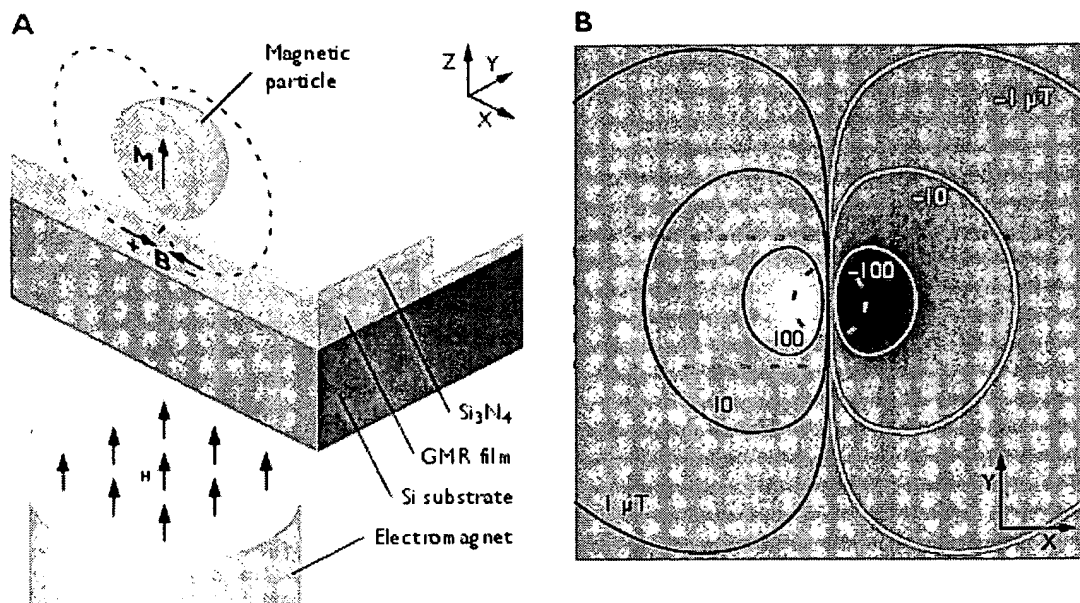 A
Magnetic
particle
Z
Y
X
M
B
H
Si₃N₄
GMR film
Si substrate
Electromagnet
B
-1 µT
-10
-100
100
10
1 µT
Y
X